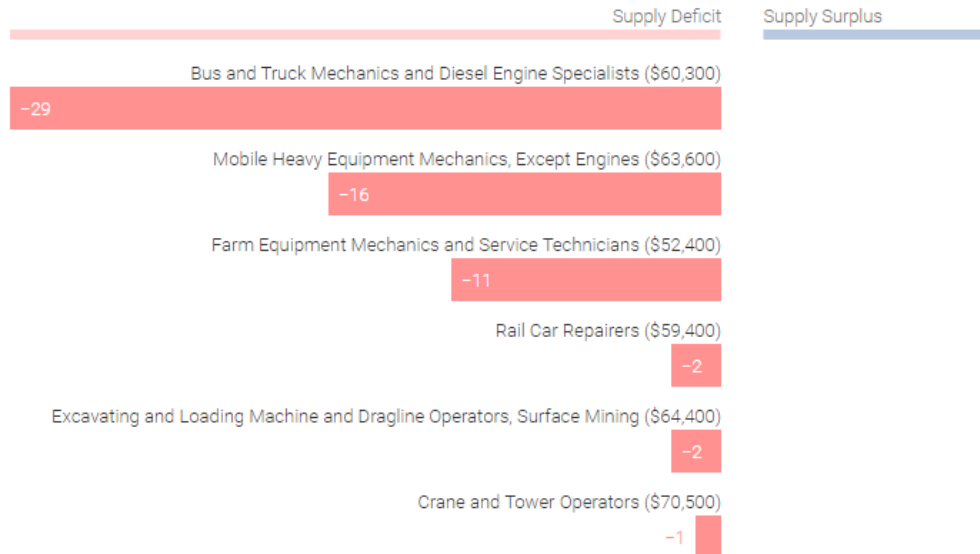 Supply Deficit Supply Surplus
Bus and Truck Mechanics and Diesel Engine Specialists ($60,300)
−29
Mobile Heavy Equipment Mechanics, Except Engines ($63,600)
−16
Farm Equipment Mechanics and Service Technicians ($52,400)
−11
Rail Car Repairers ($59,400)
−2
Excavating and Loading Machine and Dragline Operators, Surface Mining ($64,400)
−2
Crane and Tower Operators ($70,500)
−1